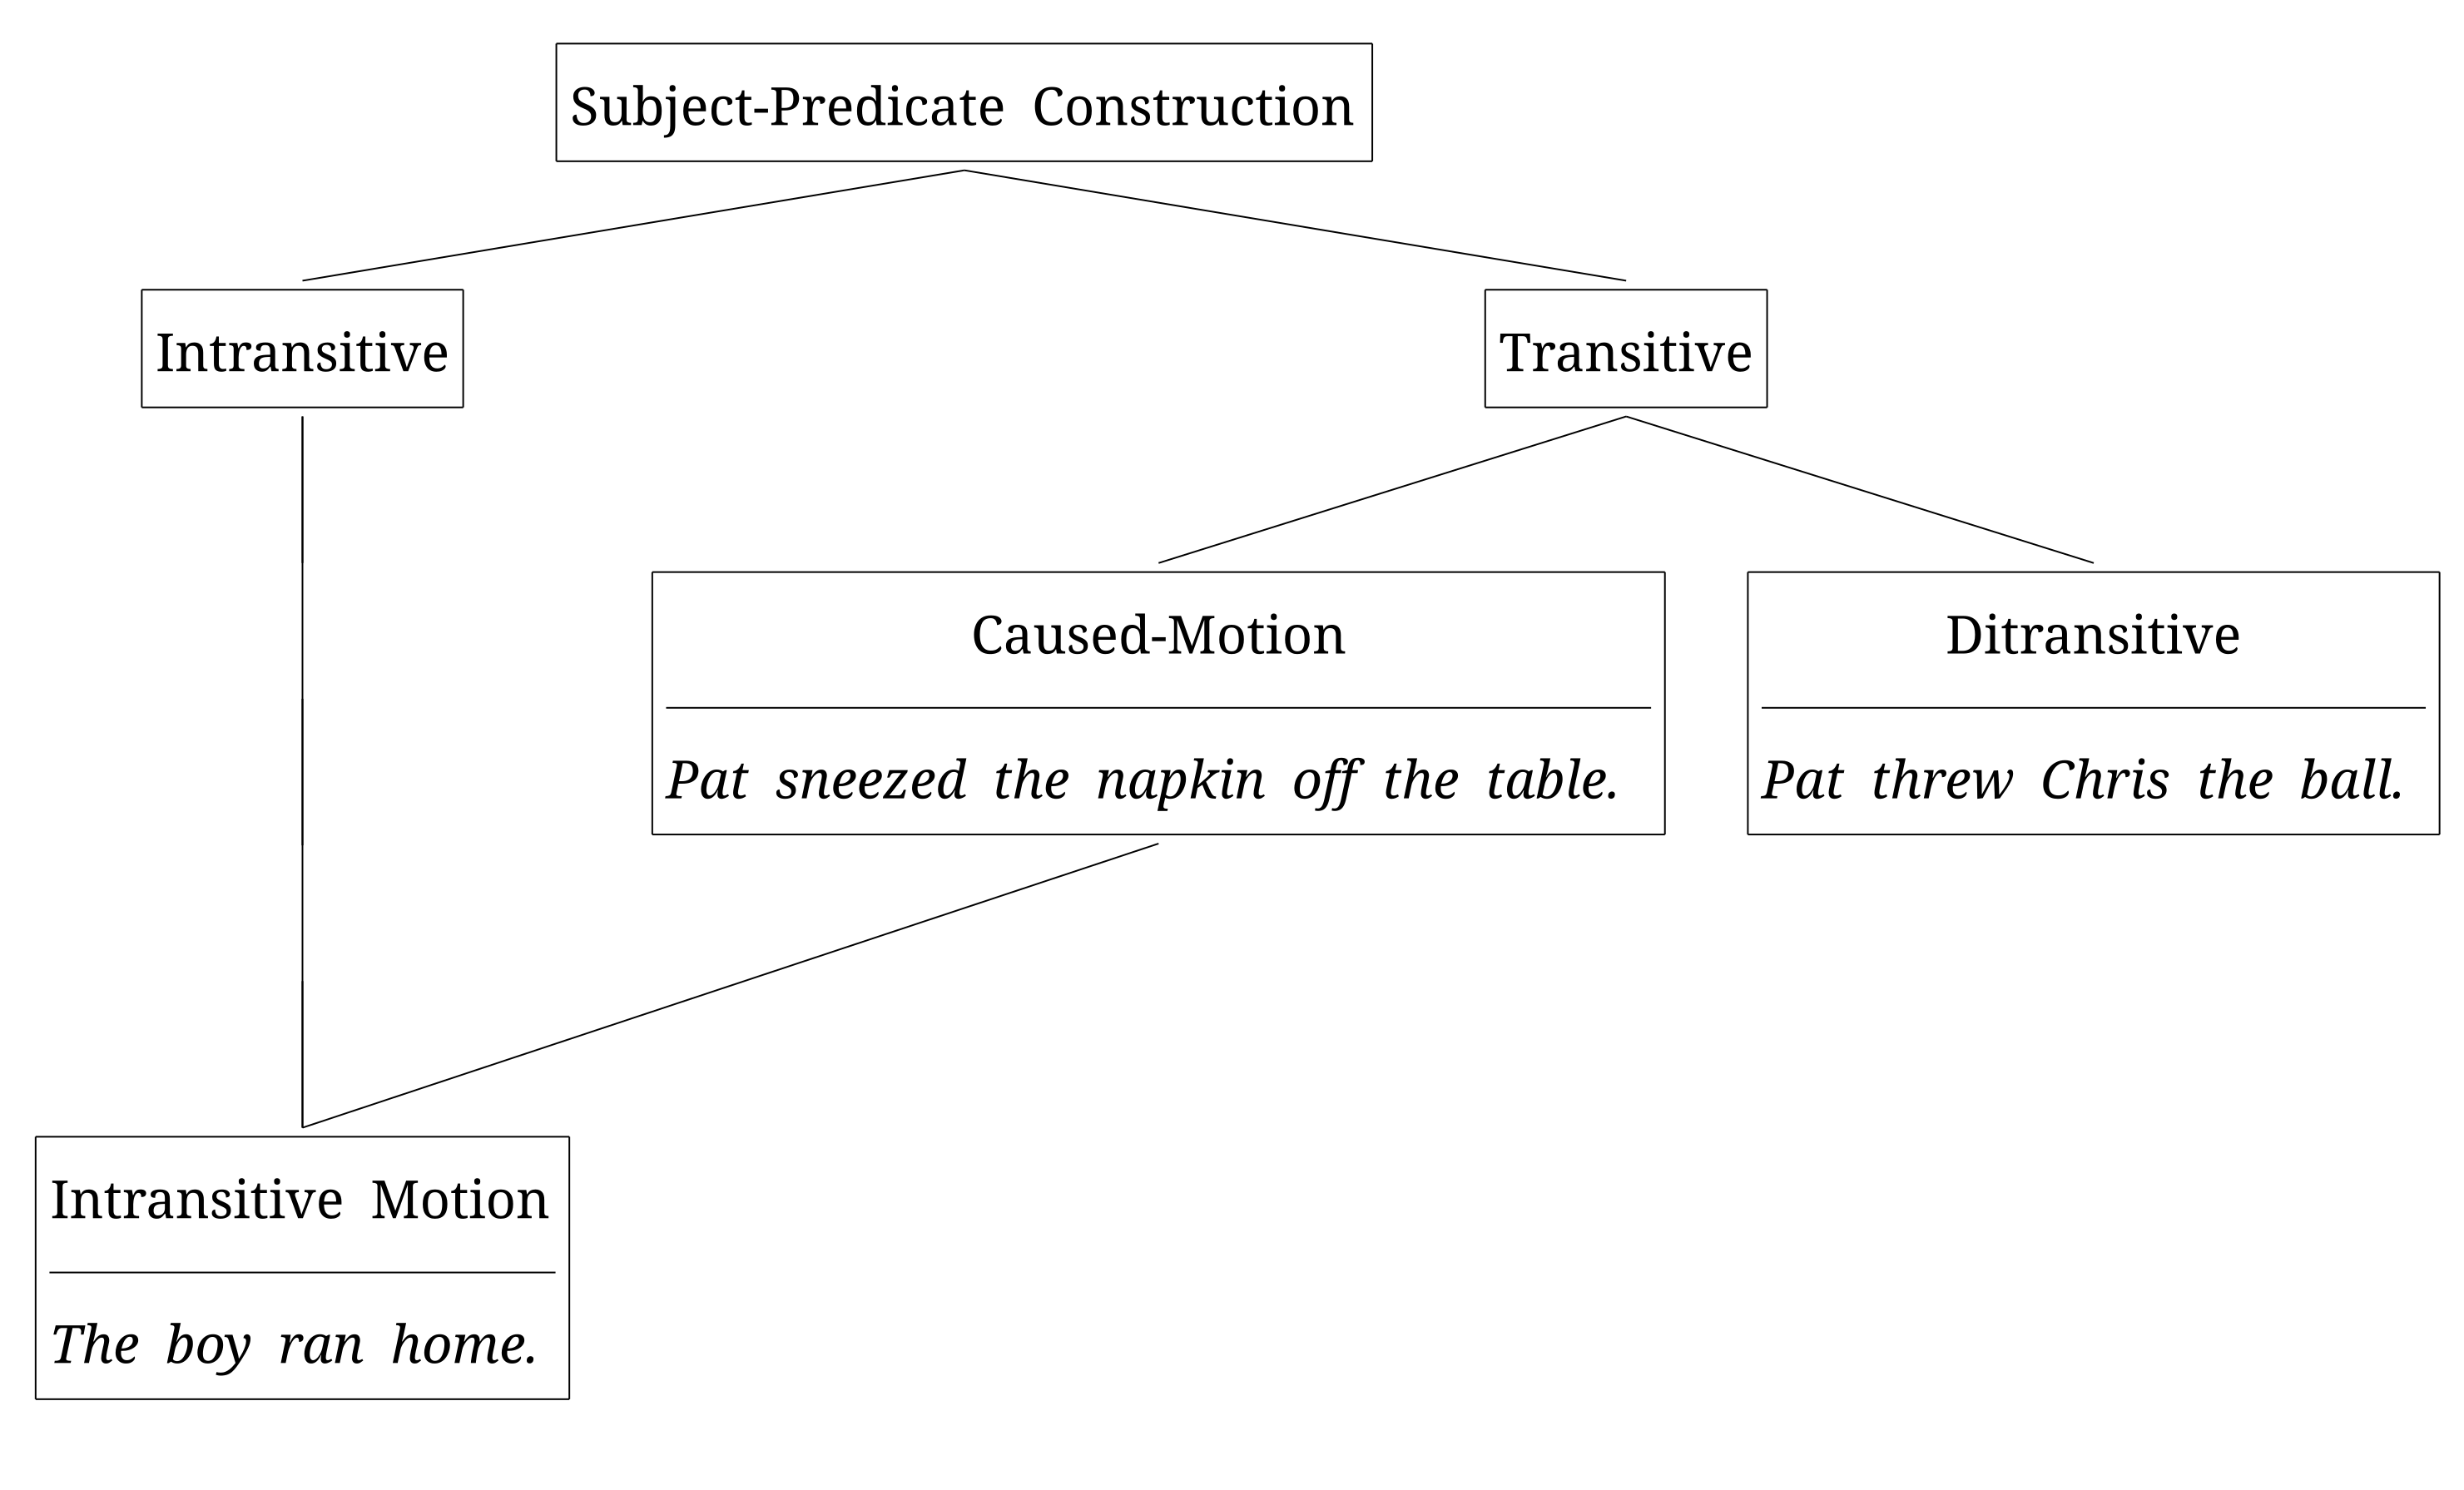 Subject-Predicate Construction
Intransitive
Transitive
Caused-Motion
Pat sneezed the napkin off the table.
Ditransitive
Pat threw Chris the ball.
Intransitive Motion
The boy ran home.